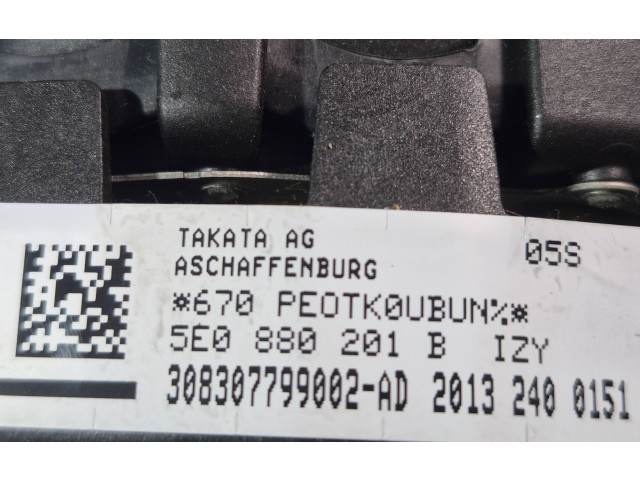 TAKATA AG 05S
ASCHAFFENBURG
*670 PEOTK0UBUN%*
5E0 880 201 B IZY
308307799002-AD 2013 240 0151